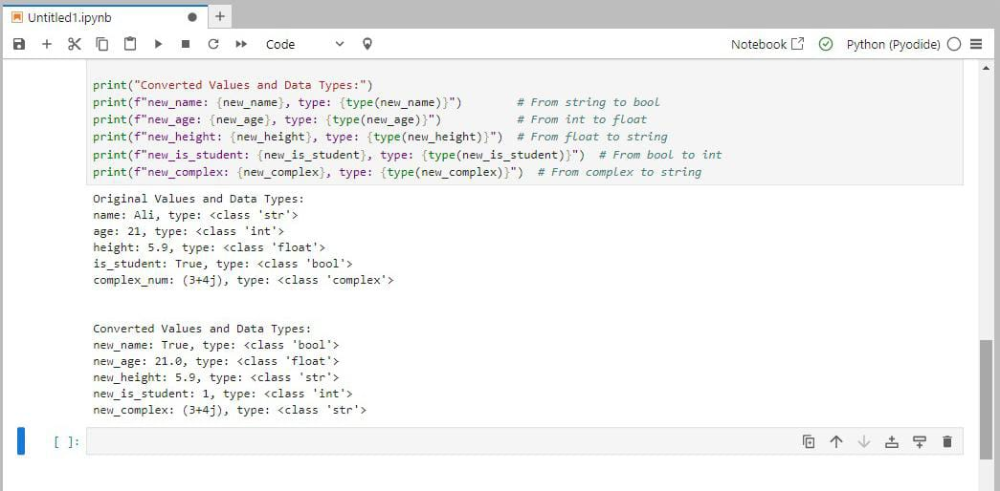 Untitled1.ipynb
Code
Notebook
Python (Pyodide)
print("Converted Values and Data Types:")
print(f"new_name: {new_name}, type: {type(new_name)}")        # From string to bool
print(f"new_age: {new_age}, type: {type(new_age)}")           # From int to float
print(f"new_height: {new_height}, type: {type(new_height)}")  # From float to string
print(f"new_is_student: {new_is_student}, type: {type(new_is_student)}")  # From bool to int
print(f"new_complex: {new_complex}, type: {type(new_complex)}")  # From complex to string
Original Values and Data Types:
name: Ali, type: <class 'str'>
age: 21, type: <class 'int'>
height: 5.9, type: <class 'float'>
is_student: True, type: <class 'bool'>
complex_num: (3+4j), type: <class 'complex'>
Converted Values and Data Types:
new_name: True, type: <class 'bool'>
new_age: 21.0, type: <class 'float'>
new_height: 5.9, type: <class 'str'>
new_is_student: 1, type: <class 'int'>
new_complex: (3+4j), type: <class 'str'>
[ ]: